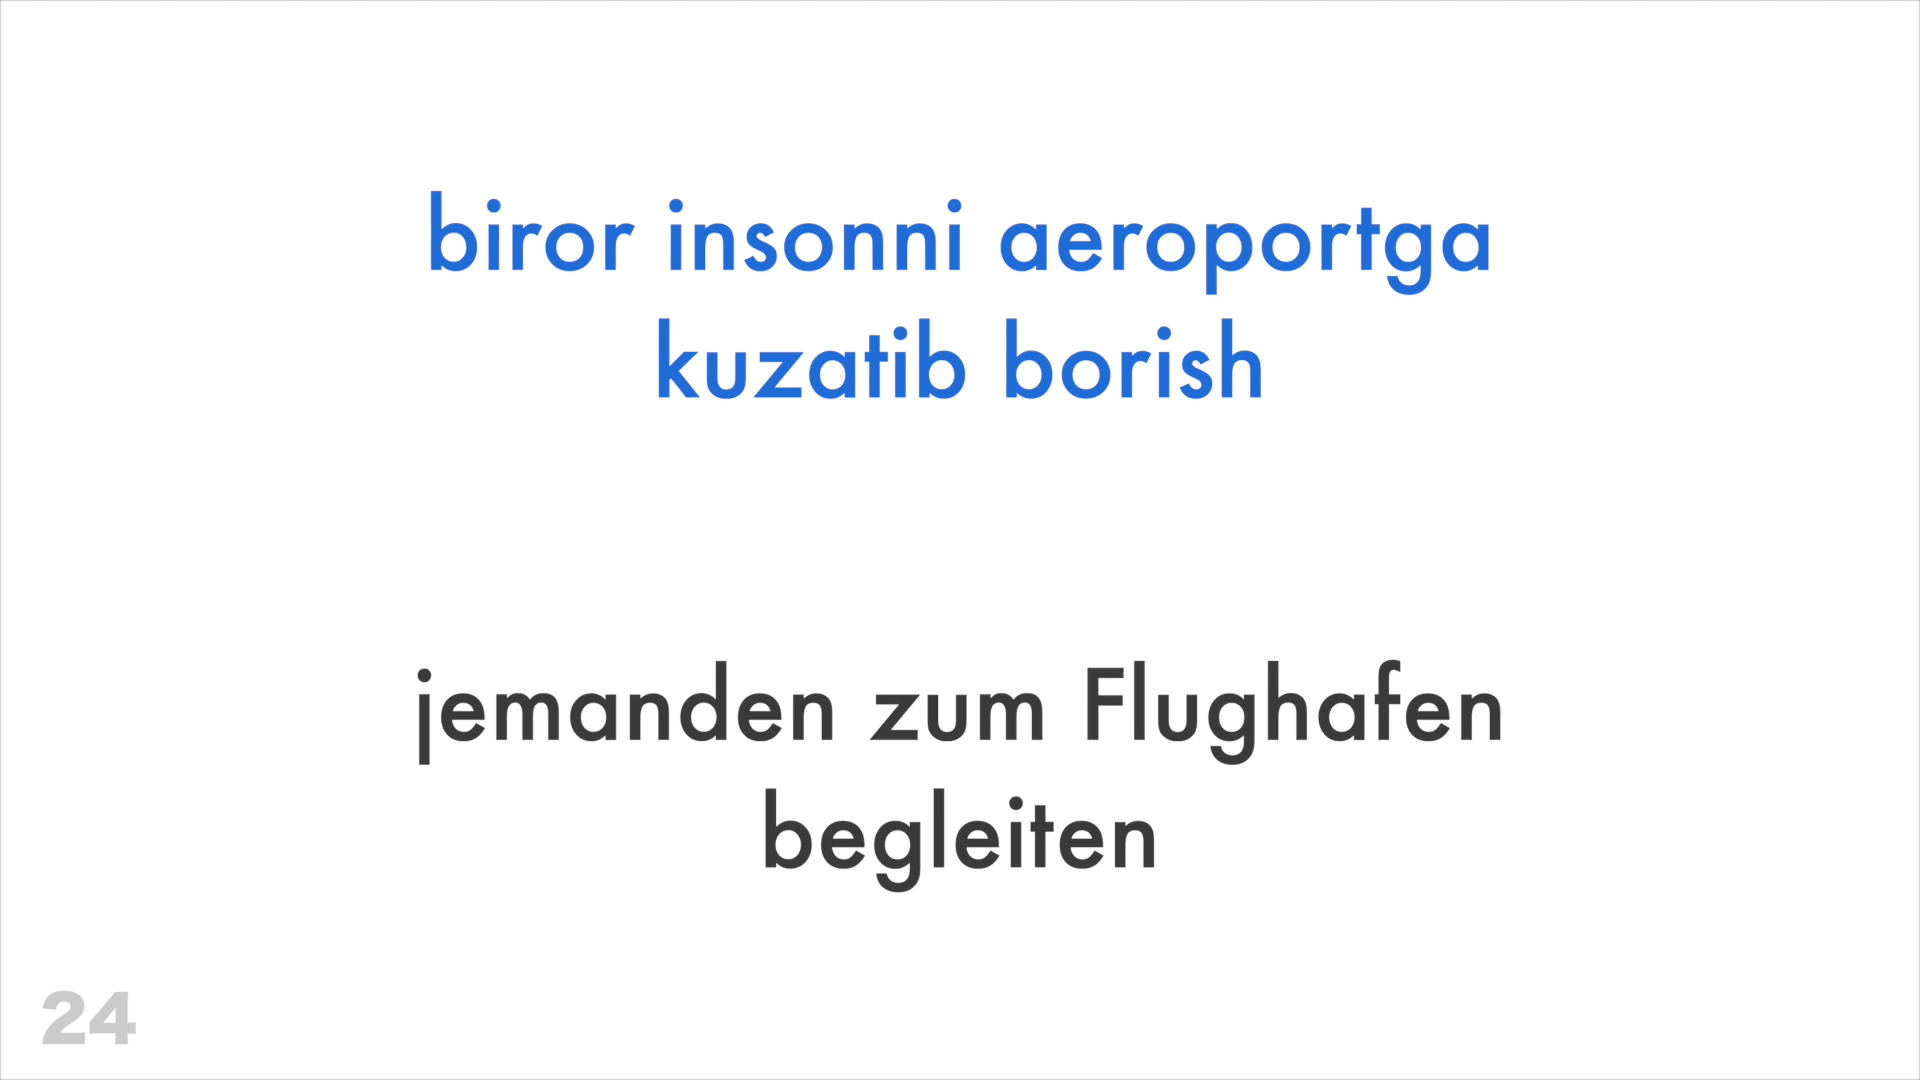 biror insonni aeroportga
kuzatib borish
jemanden zum Flughafen
begleiten
24